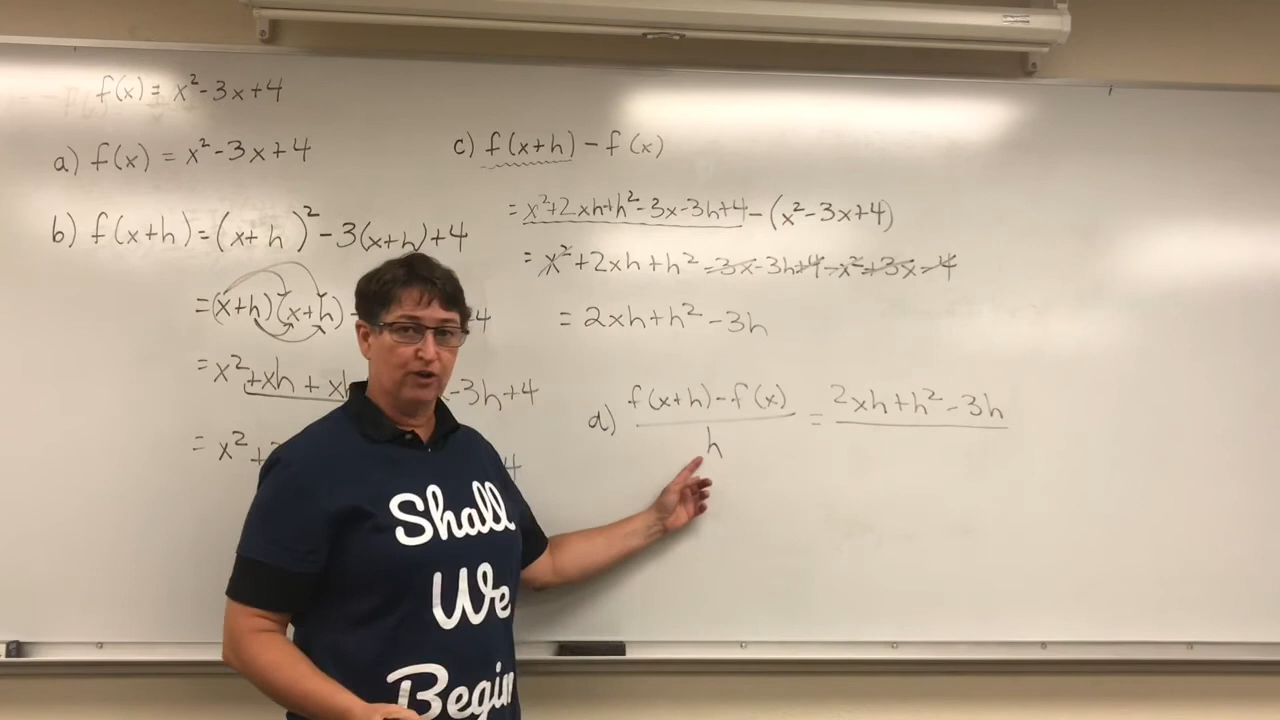 f(x) = x²-3x+4
a) f(x) = x²-3x+4
b) f(x+h)=(x+h)²-3(x+h)+4
=(x+h)(x+h)-
4
=x²+xh+xh
-3h+4
=x²+
4
c) f(x+h)-f(x)
=x²+2xh+h²-3x-3h+4-(x²-3x+4)
=x²+2xh+h²-3x-3h+4-x²+3x-4
=2xh+h²-3h
d) f(x+h)-f(x)/h = 2xh+h²-3h
Shall
We
Begin